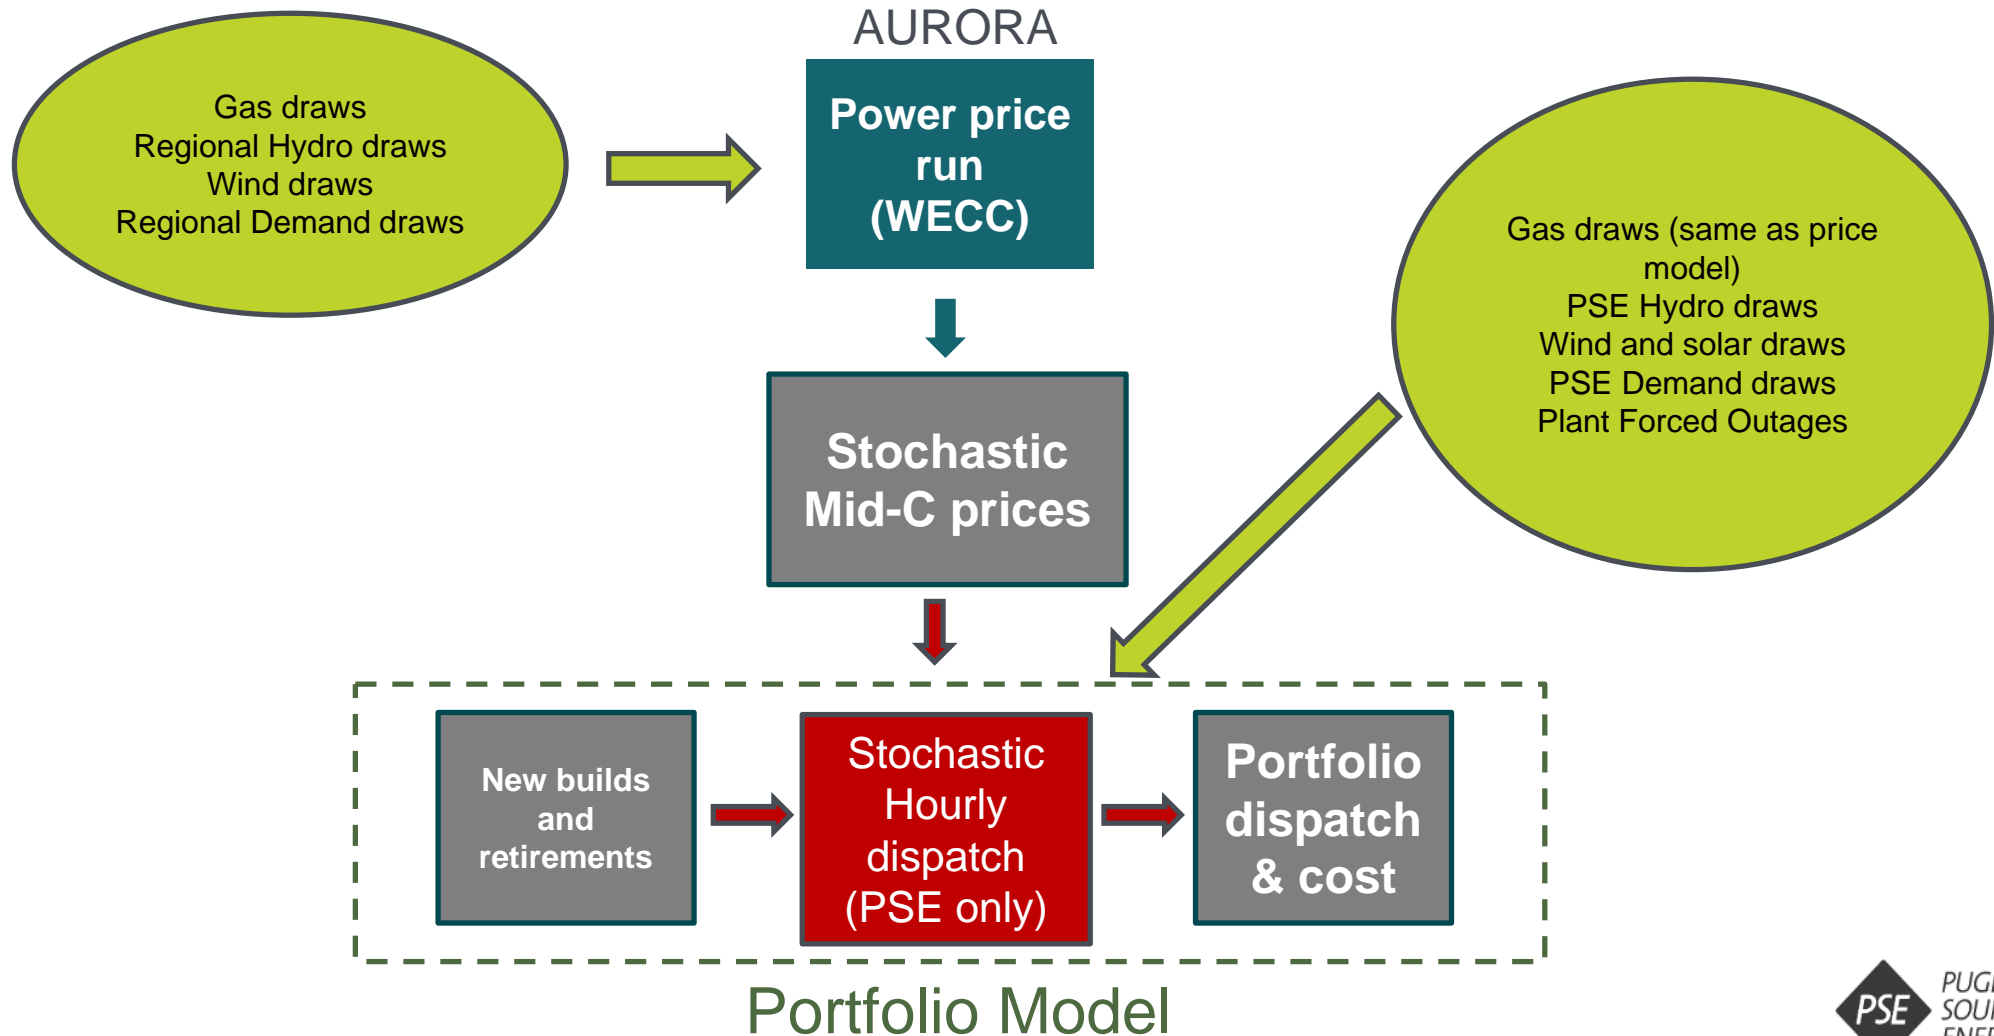 AURORA
Gas draws
Regional Hydro draws
Wind draws
Regional Demand draws
Power price
run
(WECC)
Gas draws (same as price
model)
PSE Hydro draws
Wind and solar draws
PSE Demand draws
Plant Forced Outages
Stochastic
Mid-C prices
New builds
and
retirements
Stochastic
Hourly
dispatch
(PSE only)
Portfolio
dispatch
& cost
Portfolio Model
PSE